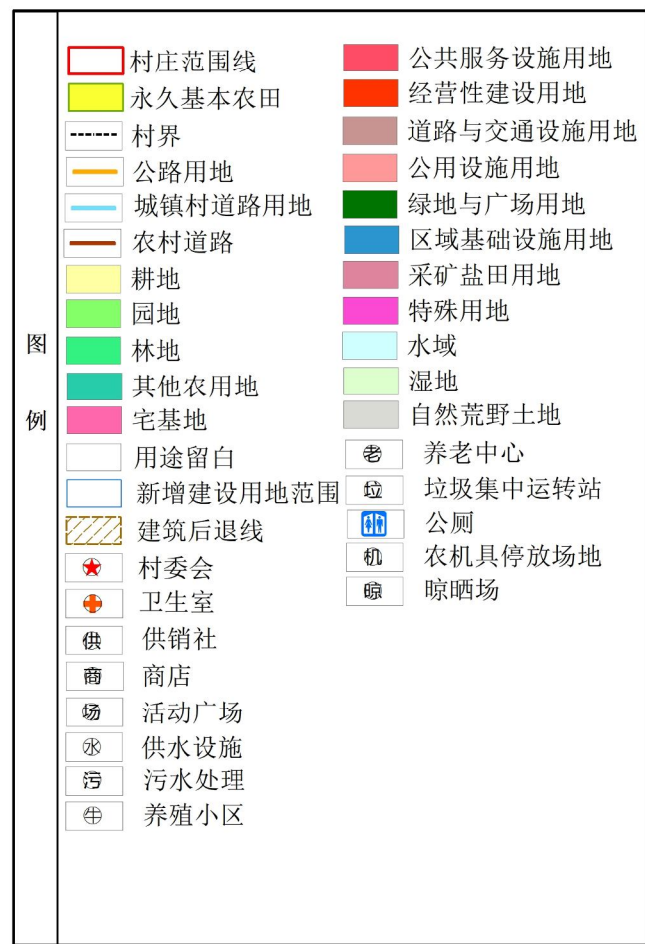 图例
村庄范围线
永久基本农田
村界
公路用地
城镇村道路用地
农村道路
耕地
园地
林地
其他农用地
宅基地
用途留白
新增建设用地范围
建筑后退线
村委会
卫生室
供 供销社
商 商店
场 活动广场
水 供水设施
污 污水处理
牛 养殖小区
公共服务设施用地
经营性建设用地
道路与交通设施用地
公用设施用地
绿地与广场用地
区域基础设施用地
采矿盐田用地
特殊用地
水域
湿地
自然荒野土地
老 养老中心
垃 垃圾集中运转站
公厕
机 农机具停放场地
晾 晾晒场